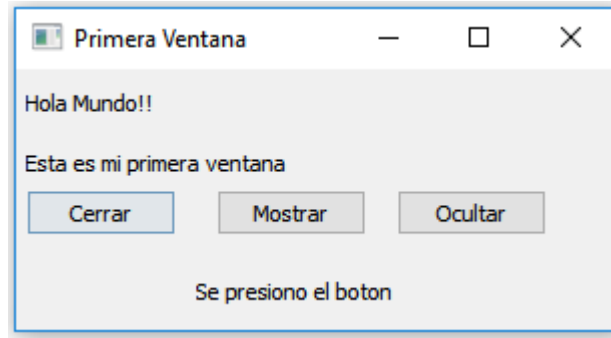 Primera Ventana
Hola Mundo!!
Esta es mi primera ventana
Cerrar Mostrar Ocultar
Se presiono el boton